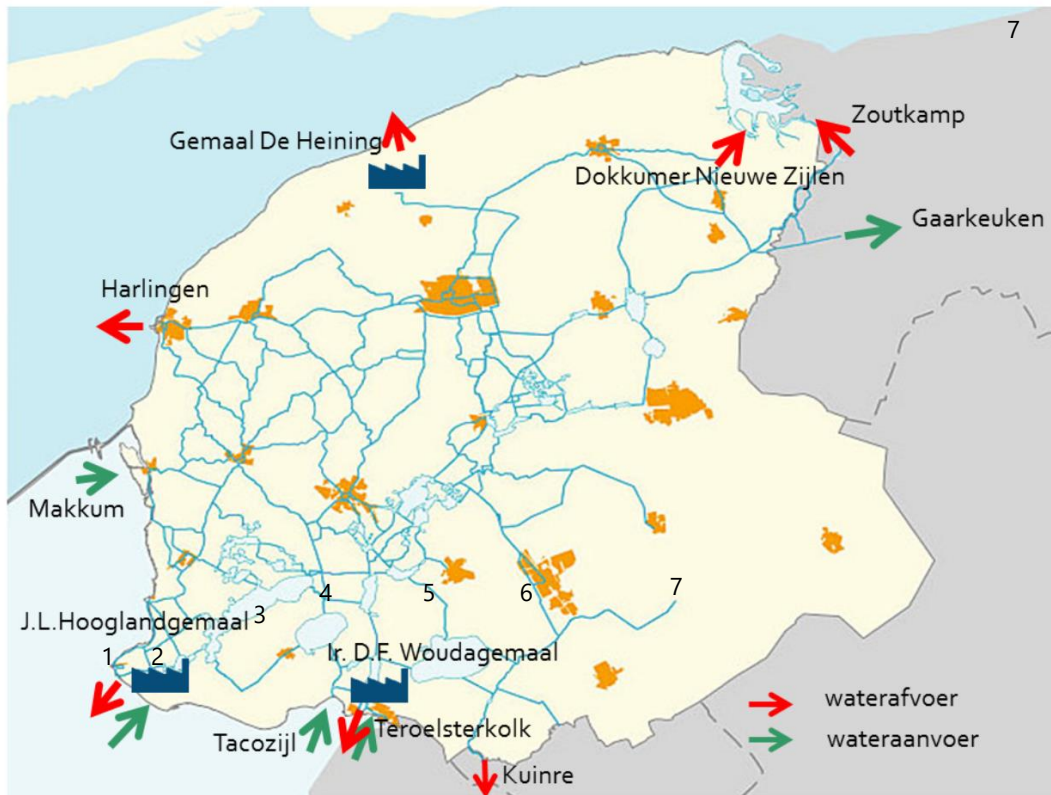 7
Zoutkamp
Gemaal De Heining
Dokkumer Nieuwe Zijlen
Gaarkeuken
Harlingen
Makkum
4
5
6
7
3
J.L.Hooglandgemaal
1
2
Ir. D.F. Woudagemaal
waterafvoer
Teroelsterkolk
Tacozijl
wateraanvoer
Kuinre